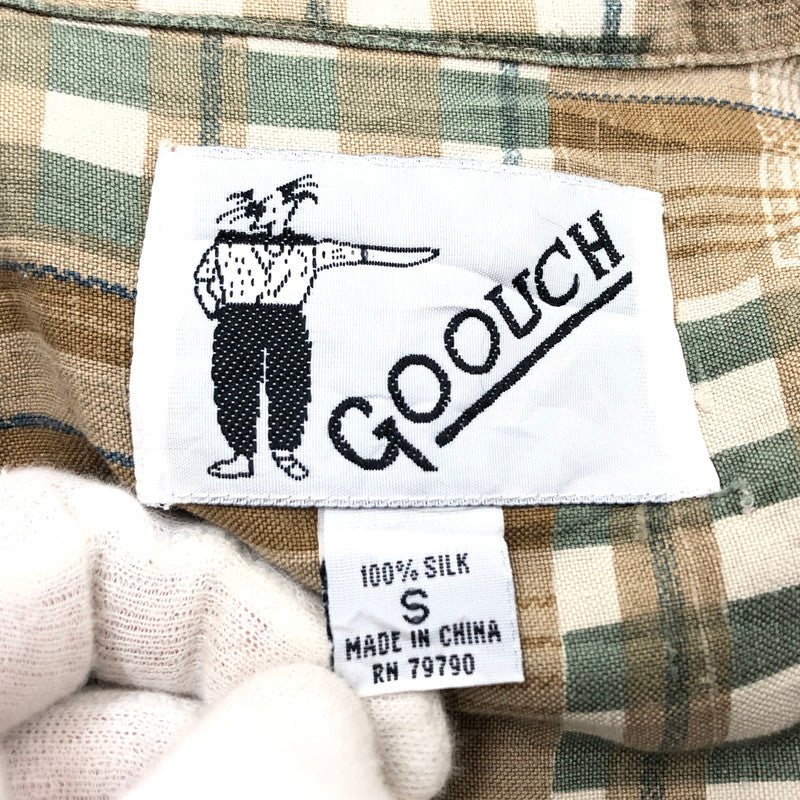 GOOUCH
100% SILK
S
MADE IN CHINA
RN 79790